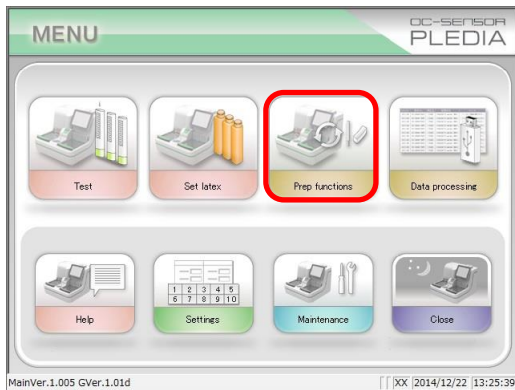 MENU
OC-SENSOR
PLEDIA
Test
Set latex
Prep functions
Data processing
1 2 3 4 5
6 7 8 9 10
Help
Settings
Maintenance
Close
MainVer.1.005 GVer.1.01d
XX 2014/12/22 13:25:39